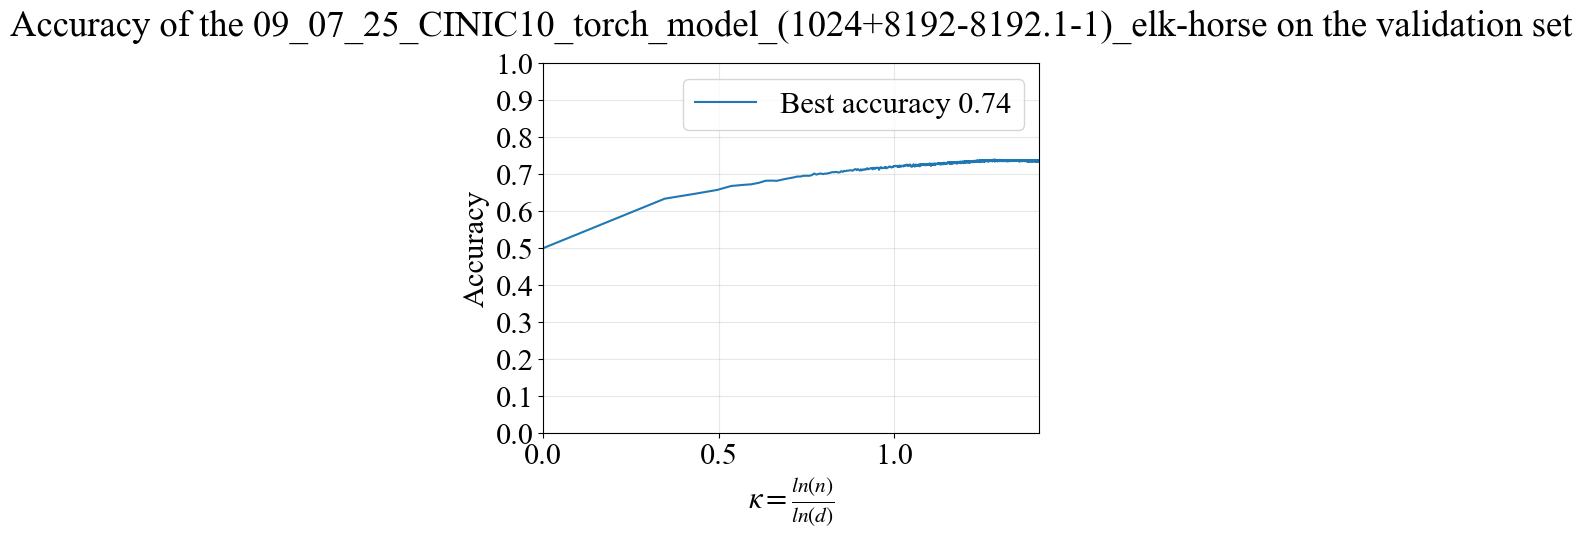 Accuracy of the 09_07_25_CINIC10_torch_model_(1024+8192-8192.1-1)_elk-horse on the validation set
Best accuracy 0.74
Accuracy
1.0
0.9
0.8
0.7
0.6
0.5
0.4
0.3
0.2
0.1
0.0
0.0 0.5 1.0
κ = ln(n)/ln(d)